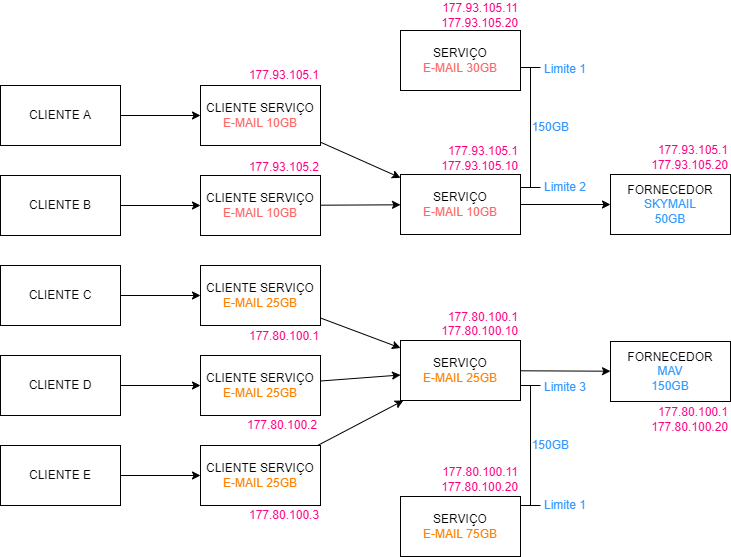 177.93.105.11
177.93.105.20
SERVIÇO
E-MAIL 30GB
Limite 1
150GB
177.93.105.1
CLIENTE A
CLIENTE SERVIÇO
E-MAIL 10GB
177.93.105.1
177.93.105.10
177.93.105.1
177.93.105.20
177.93.105.2
CLIENTE B
CLIENTE SERVIÇO
E-MAIL 10GB
SERVIÇO
E-MAIL 10GB
Limite 2
FORNECEDOR
SKYMAIL
50GB
CLIENTE C
CLIENTE SERVIÇO
E-MAIL 25GB
177.80.100.1
177.80.100.1
177.80.100.10
CLIENTE D
CLIENTE SERVIÇO
E-MAIL 25GB
177.80.100.2
SERVIÇO
E-MAIL 25GB
Limite 3
FORNECEDOR
MAV
150GB
177.80.100.1
177.80.100.20
150GB
CLIENTE E
CLIENTE SERVIÇO
E-MAIL 25GB
177.80.100.3
177.80.100.11
177.80.100.20
Limite 1
SERVIÇO
E-MAIL 75GB